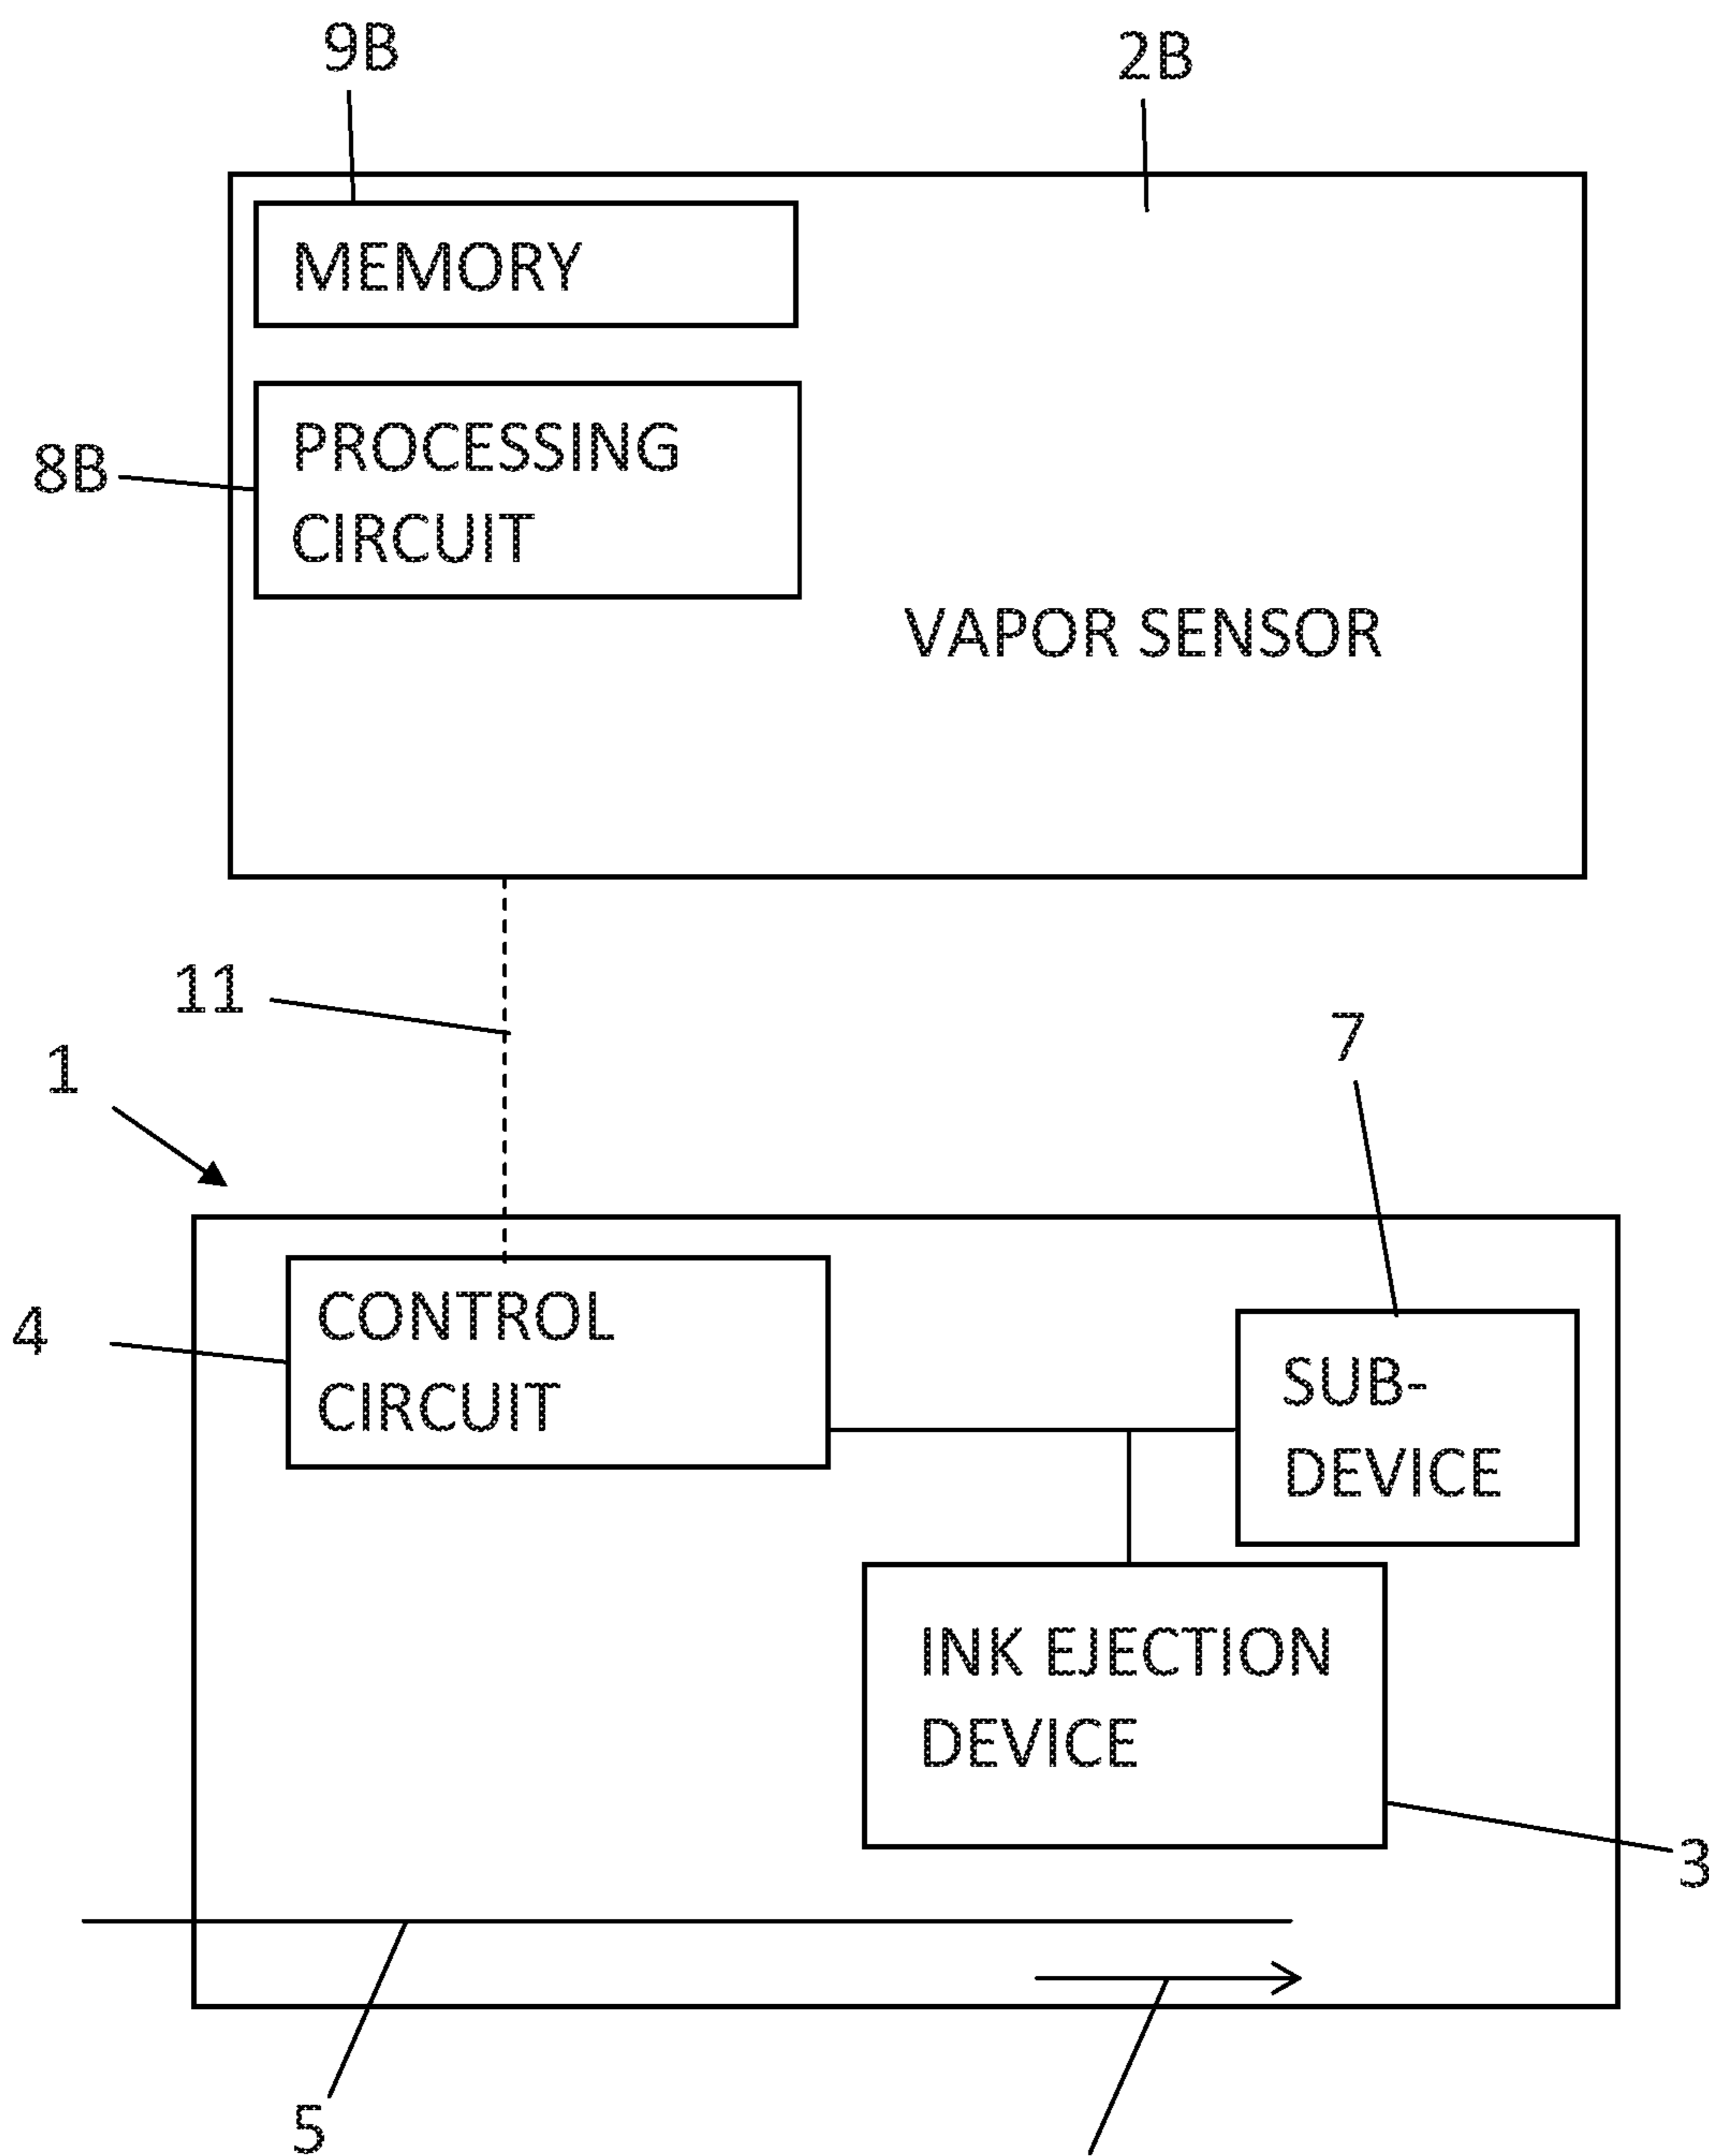 9B
2B
MEMORY
PROCESSING
CIRCUIT
8B
VAPOR SENSOR
11
1
7
4
CONTROL
CIRCUIT
SUB-
DEVICE
INK EJECTION
DEVICE
3
5